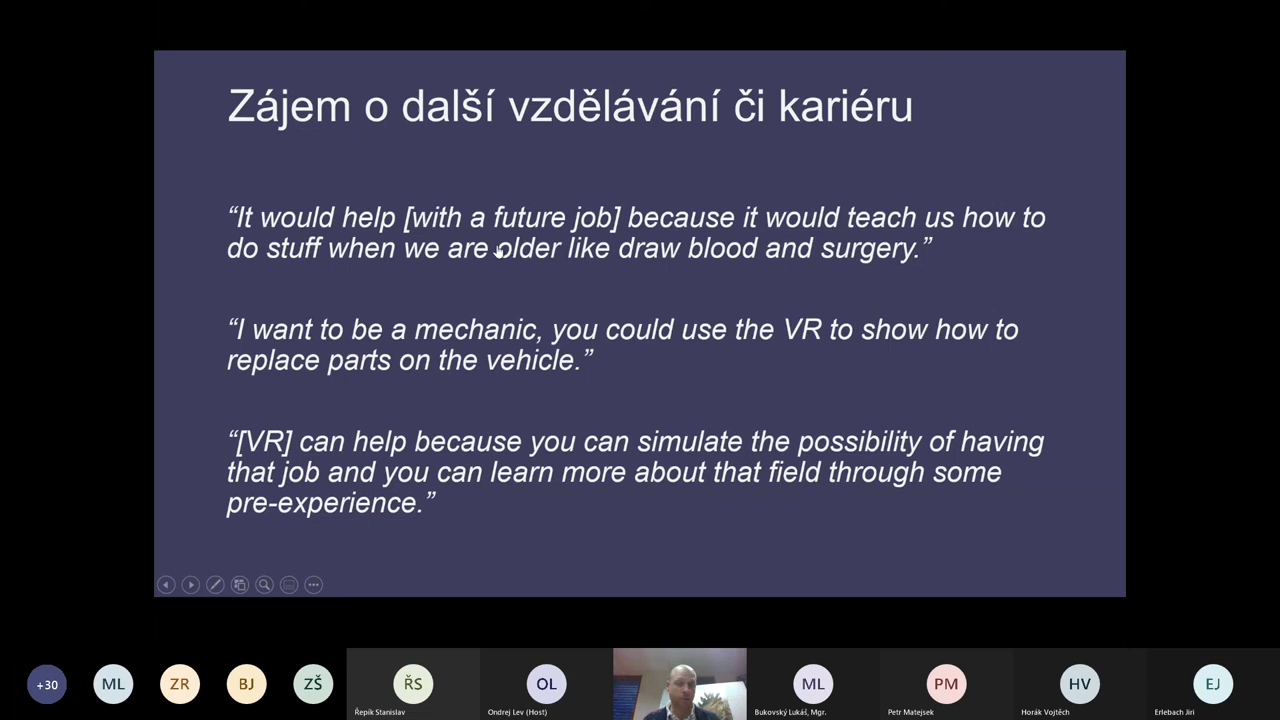 Zájem o další vzdělávání či kariéru
“It would help [with a future job] because it would teach us how to
do stuff when we are older like draw blood and surgery.”
“I want to be a mechanic, you could use the VR to show how to
replace parts on the vehicle.”
“[VR] can help because you can simulate the possibility of having
that job and you can learn more about that field through some
pre-experience.”
+30
ML
ZR
BJ
ZŠ
ŘS
OL
ML
PM
HV
EJ
Řepík Stanislav
Ondrej Lev (Host)
Bukovský Lukáš, Mgr.
Petr Matejsek
Horák Vojtěch
Erlebach Jiri